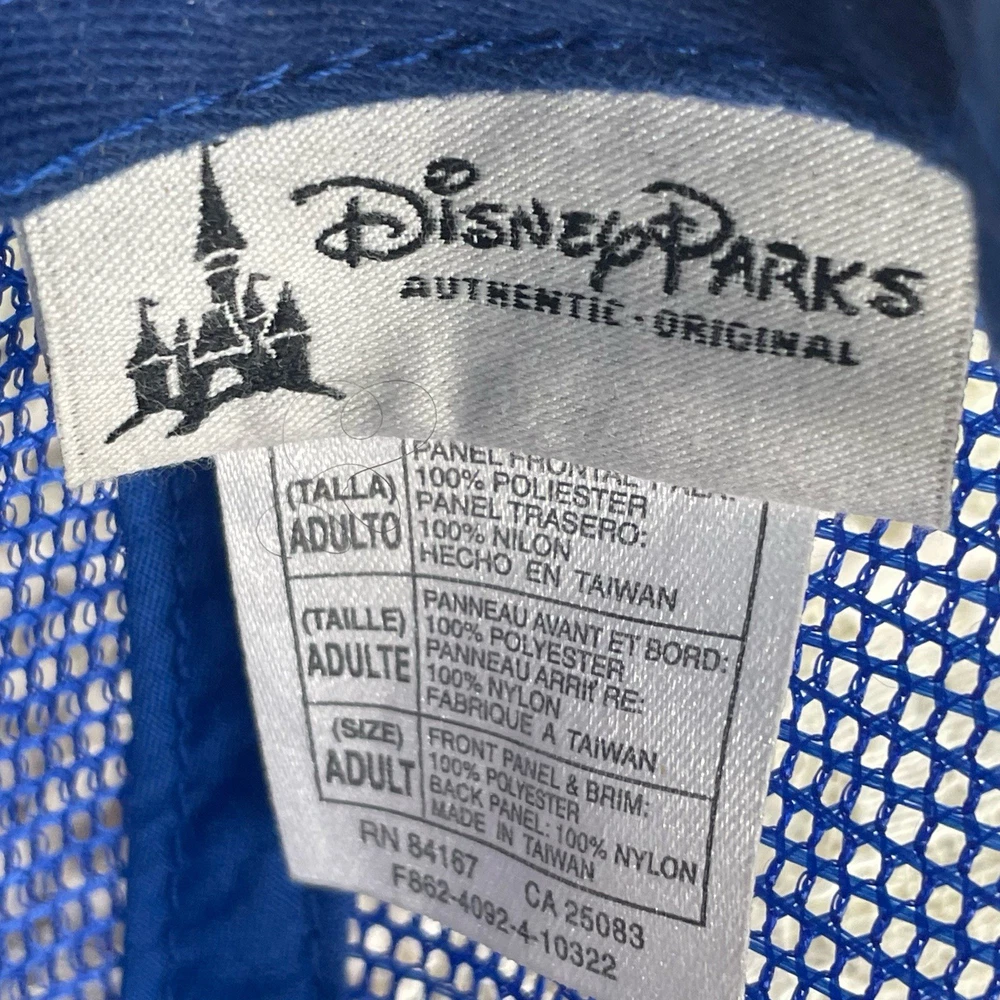 DISNEY PARKS
AUTHENTIC · ORIGINAL
PANEL FRONTAL
(TALLA)
ADULTO
100% POLIESTER
PANEL TRASERO:
100% NILON
HECHO EN TAIWAN
(TAILLE)
ADULTE
PANNEAU AVANT ET BORD:
100% POLYESTER
PANNEAU ARRIÈRE:
100% NYLON
FABRIQUE À TAIWAN
(SIZE)
ADULT
FRONT PANEL & BRIM:
100% POLYESTER
BACK PANEL: 100% NYLON
MADE IN TAIWAN
RN 84167 CA 25083
F862-4092-4-10322